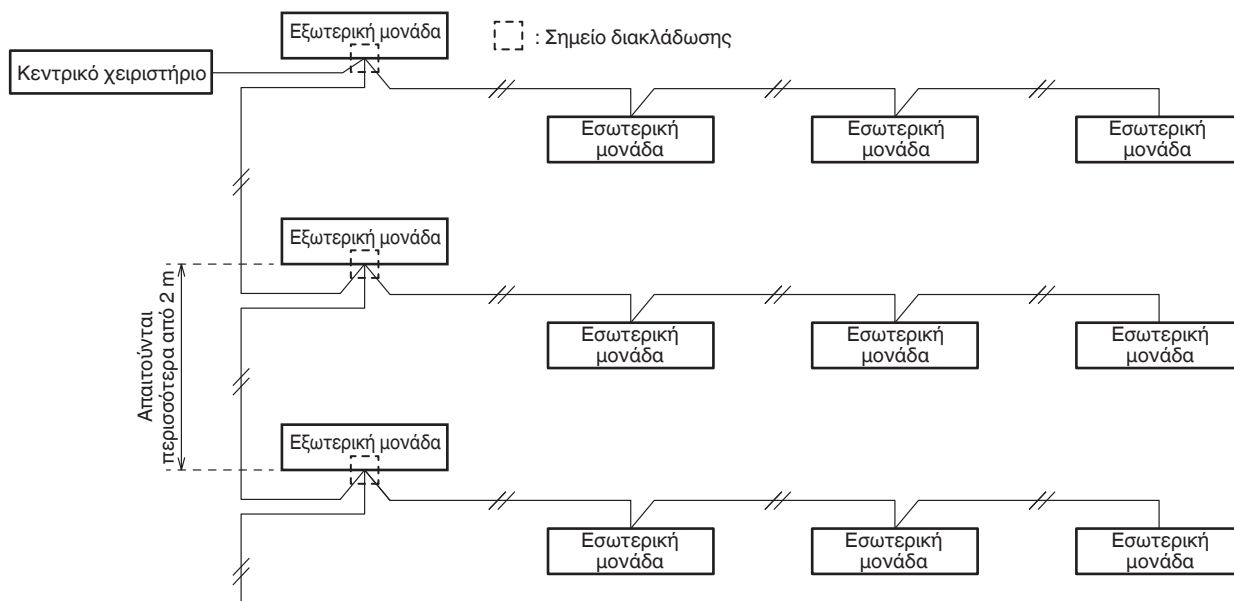 Εξωτερική μονάδα
: Σημείο διακλάδωσης
Κεντρικό χειριστήριο
Εσωτερική
μονάδα
Εσωτερική
μονάδα
Εσωτερική
μονάδα
Εξωτερική μονάδα
Απαιτούνται
περισσότερα από 2 m
Εσωτερική
μονάδα
Εσωτερική
μονάδα
Εσωτερική
μονάδα
Εξωτερική μονάδα
Εσωτερική
μονάδα
Εσωτερική
μονάδα
Εσωτερική
μονάδα